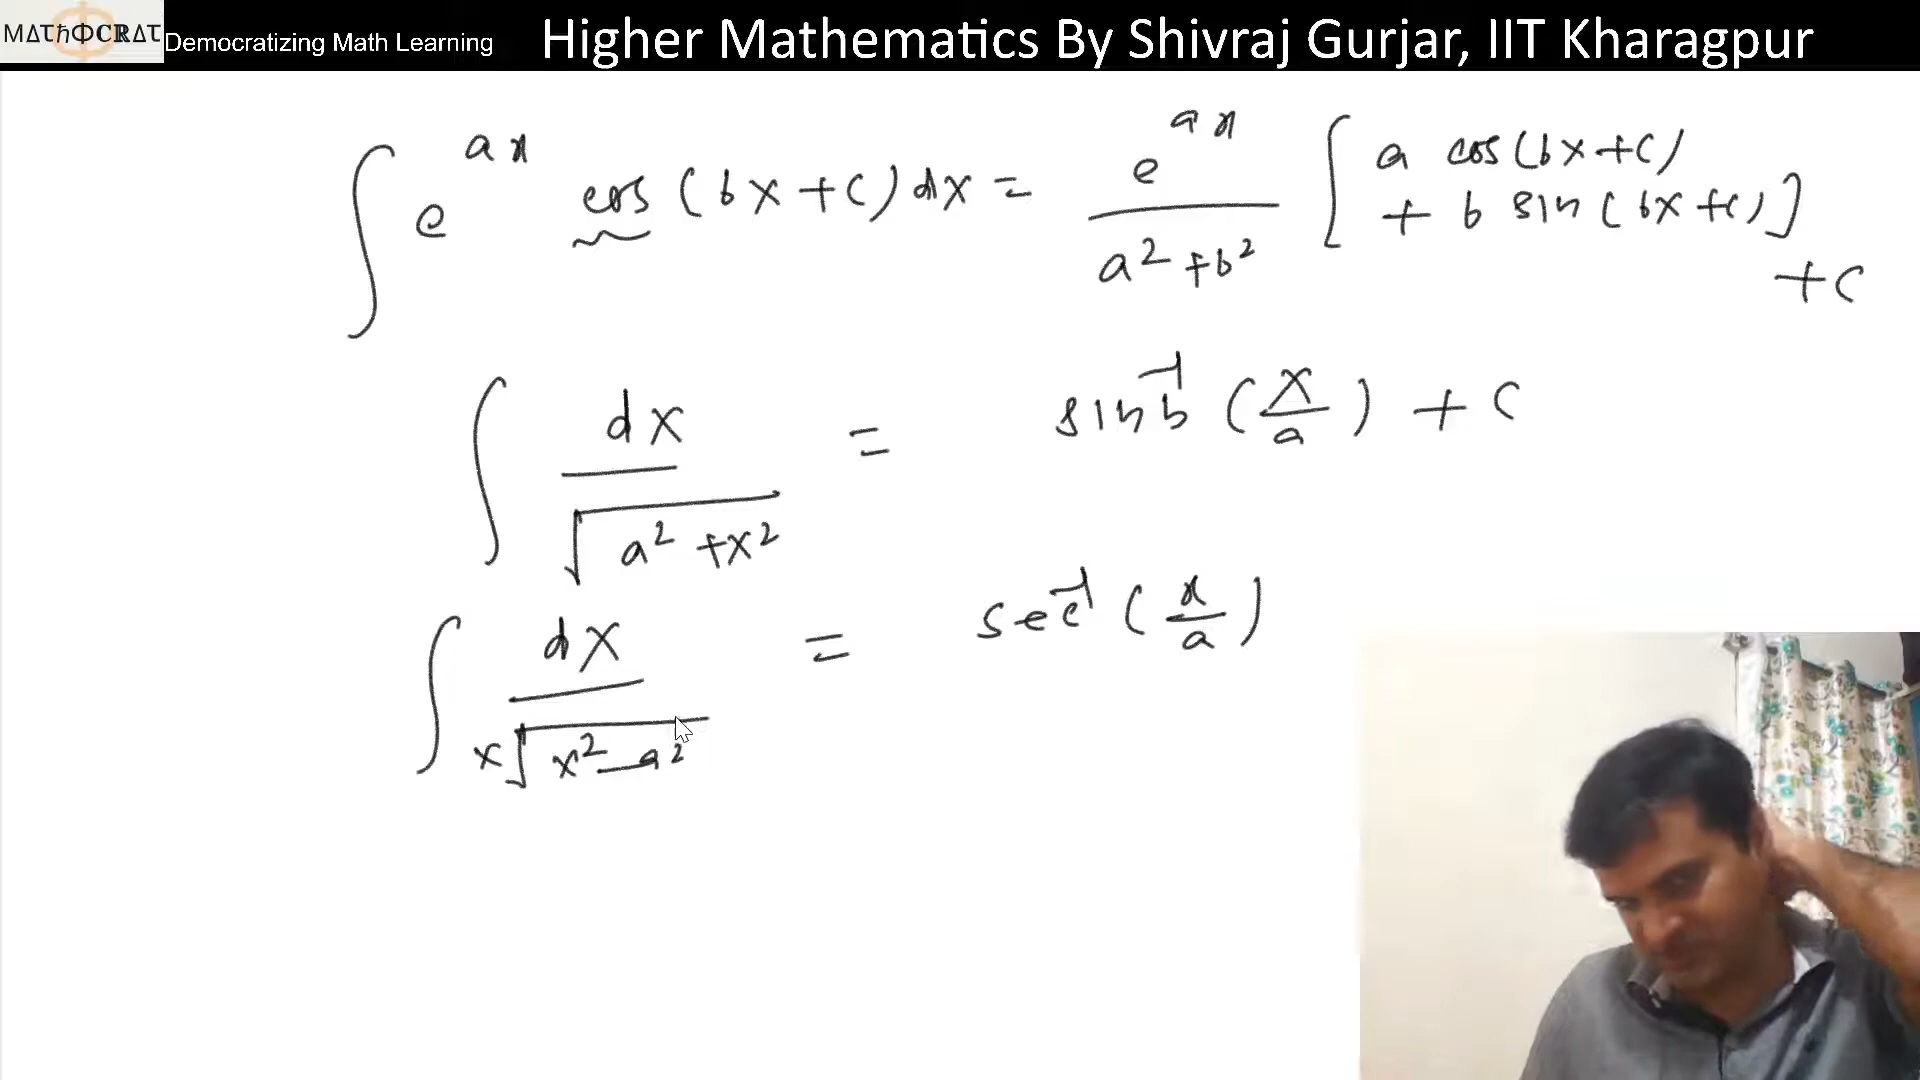 MΔTℏΦCRΔT Democratizing Math Learning Higher Mathematics By Shivraj Gurjar, IIT Kharagpur
∫ e^{ax} cos(bx+c)dx = e^{ax}/(a²+b²) [a cos(bx+c)
+ b sin(bx+c)]
+c
∫ dx/√(a²+x²) = sinh⁻¹(x/a) + c
∫ dx/(x√(x²-a²)) = sec⁻¹(x/a)